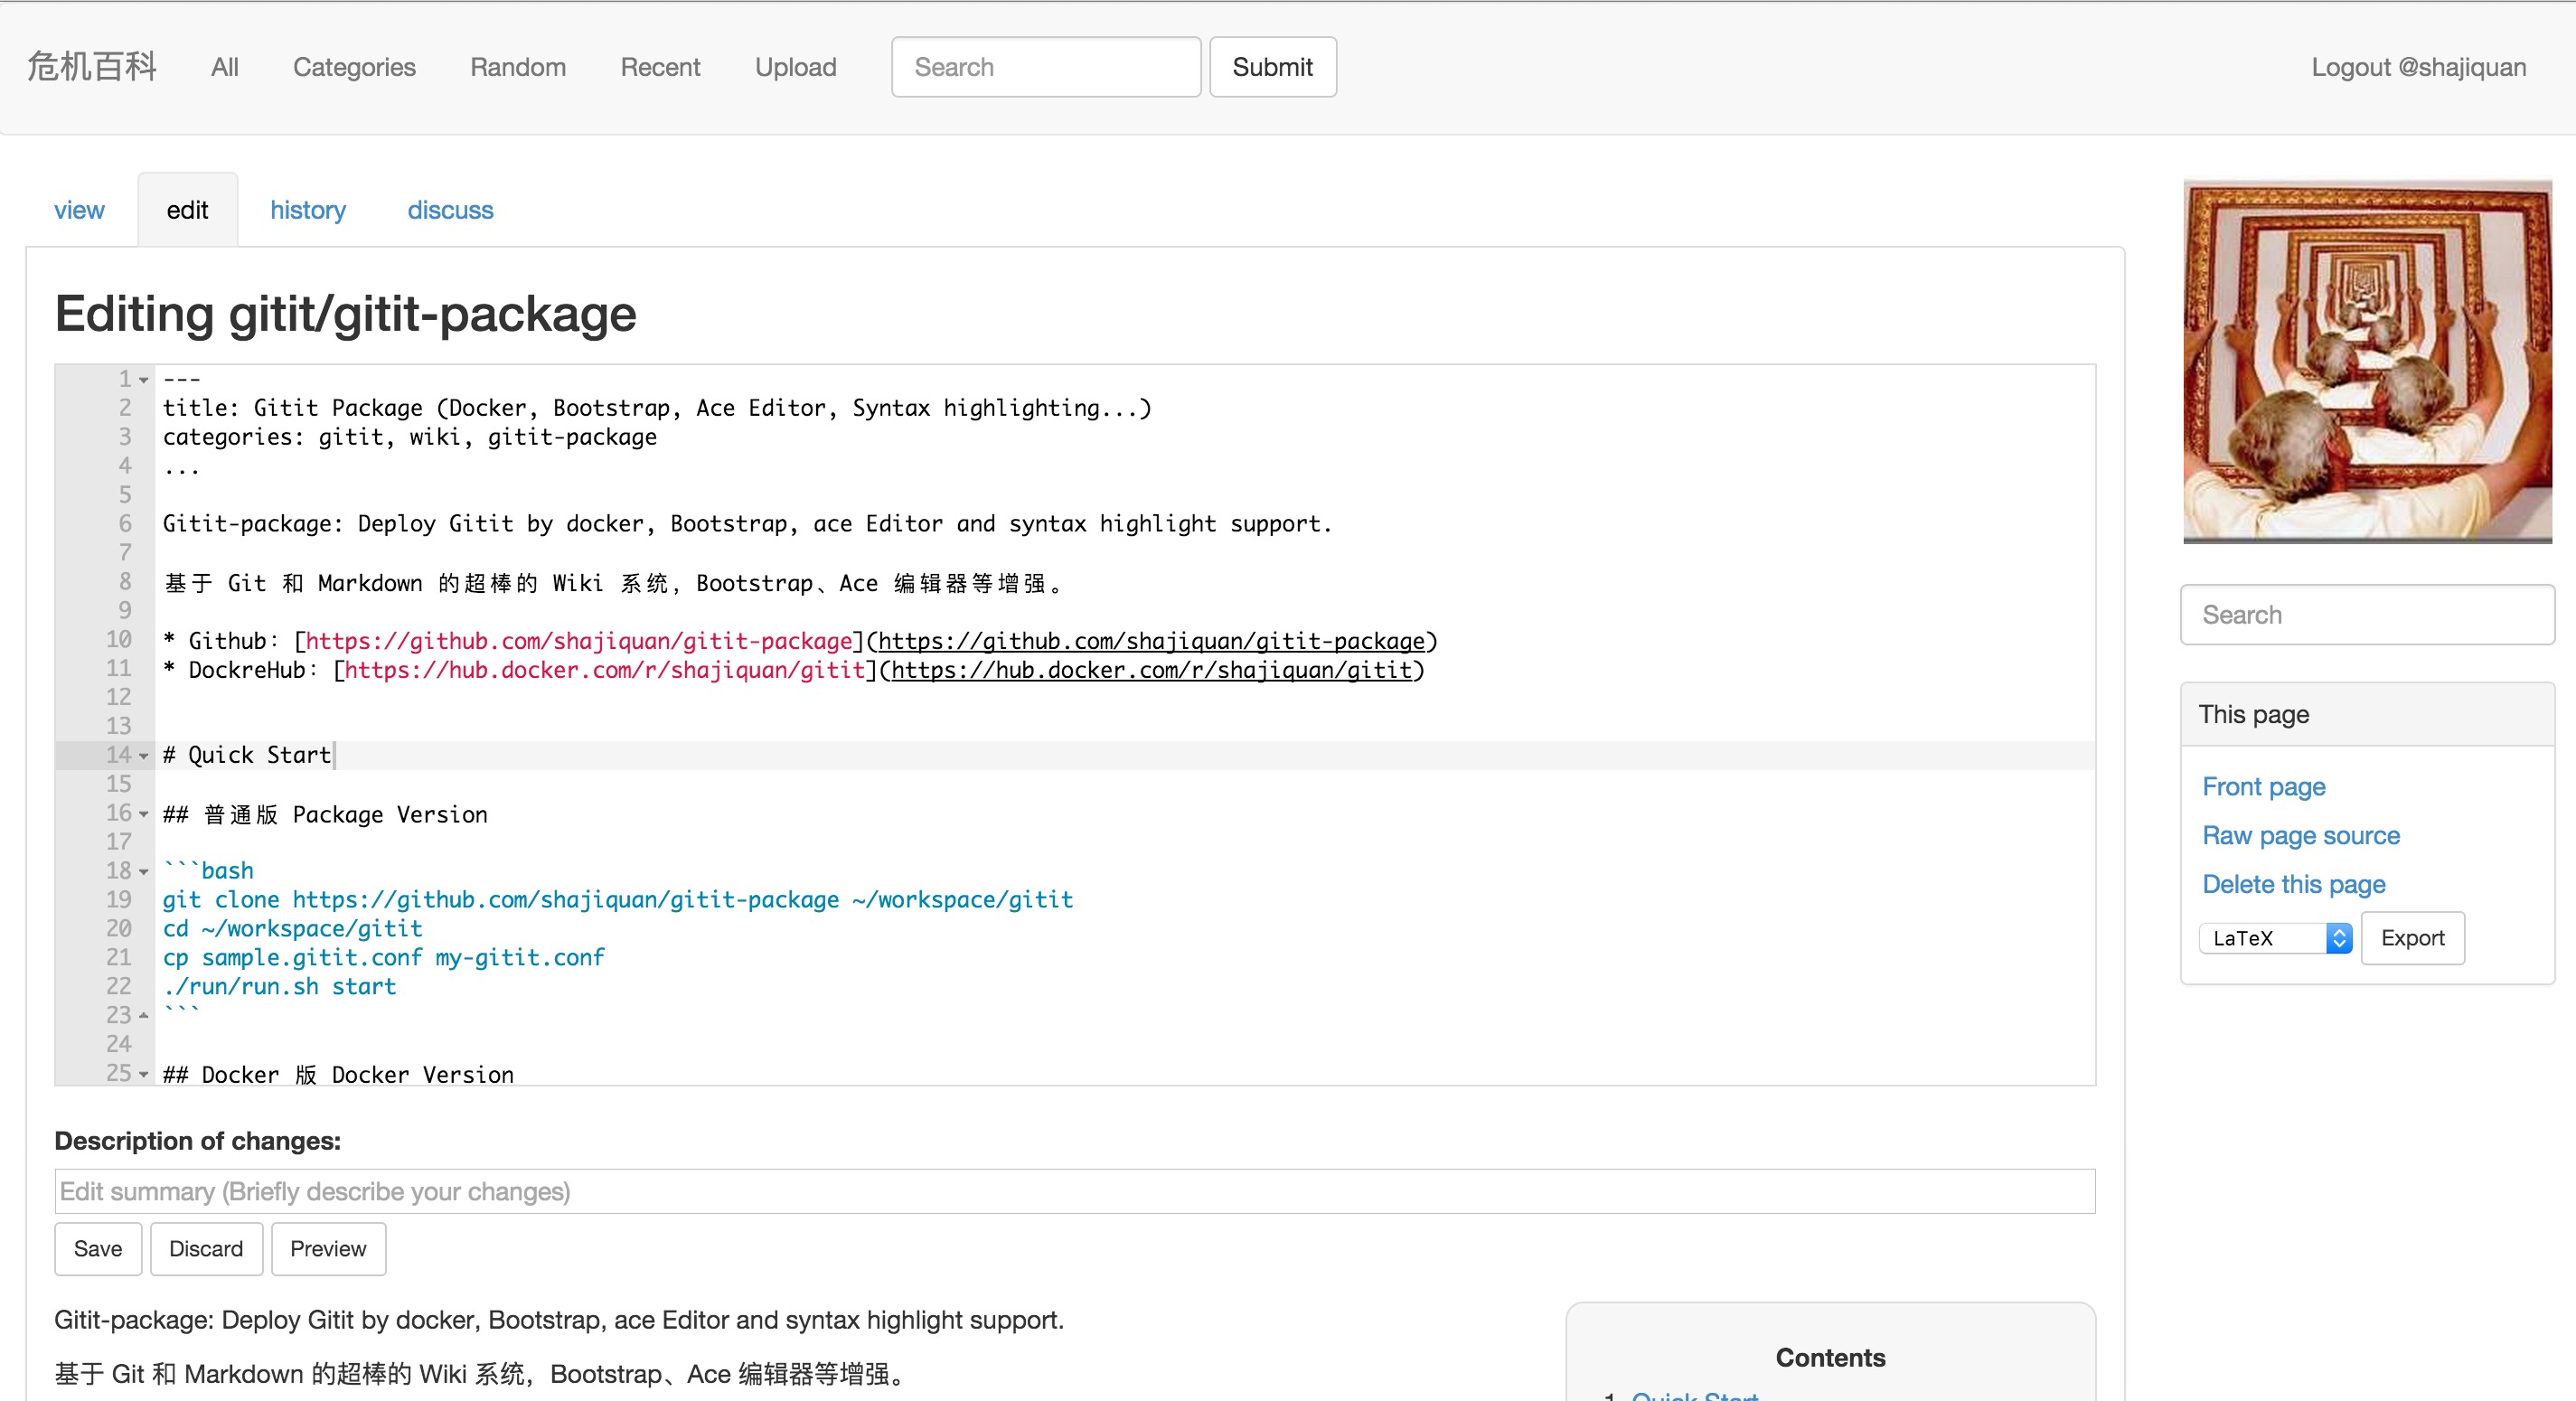 危机百科 All Categories Random Recent Upload Search Submit Logout @shajiquan
view edit history discuss
Editing gitit/gitit-package
1 ---
2 title: Gitit Package (Docker, Bootstrap, Ace Editor, Syntax highlighting...)
3 categories: gitit, wiki, gitit-package
4 ...
5
6 Gitit-package: Deploy Gitit by docker, Bootstrap, ace Editor and syntax highlight support.
7
8 基于 Git 和 Markdown 的超棒的 Wiki 系统，Bootstrap、Ace 编辑器等增强。
9
10 * Github：[https://github.com/shajiquan/gitit-package](https://github.com/shajiquan/gitit-package)
11 * DockreHub：[https://hub.docker.com/r/shajiquan/gitit](https://hub.docker.com/r/shajiquan/gitit)
12
13
14 # Quick Start
15
16 ## 普通版 Package Version
17
18 ```bash
19 git clone https://github.com/shajiquan/gitit-package ~/workspace/gitit
20 cd ~/workspace/gitit
21 cp sample.gitit.conf my-gitit.conf
22 ./run/run.sh start
23 ```
24
25 ## Docker 版 Docker Version
Description of changes:
Edit summary (Briefly describe your changes)
Save Discard Preview
Gitit-package: Deploy Gitit by docker, Bootstrap, ace Editor and syntax highlight support.
基于 Git 和 Markdown 的超棒的 Wiki 系统，Bootstrap、Ace 编辑器等增强。
Contents
1. Quick Start
Search
This page
Front page
Raw page source
Delete this page
LaTeX Export